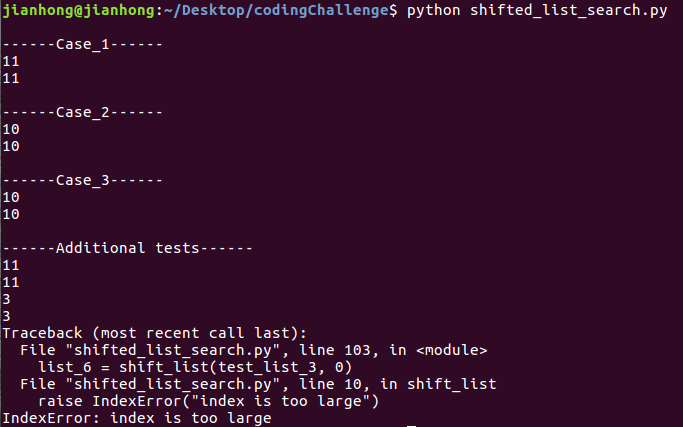 jianhong@jianhong:~/Desktop/codingChallenge$ python shifted_list_search.py
------Case_1------
11
11
------Case_2------
10
10
------Case_3------
10
10
------Additional tests------
11
11
3
3
Traceback (most recent call last):
  File "shifted_list_search.py", line 103, in <module>
    list_6 = shift_list(test_list_3, 0)
  File "shifted_list_search.py", line 10, in shift_list
    raise IndexError("index is too large")
IndexError: index is too large